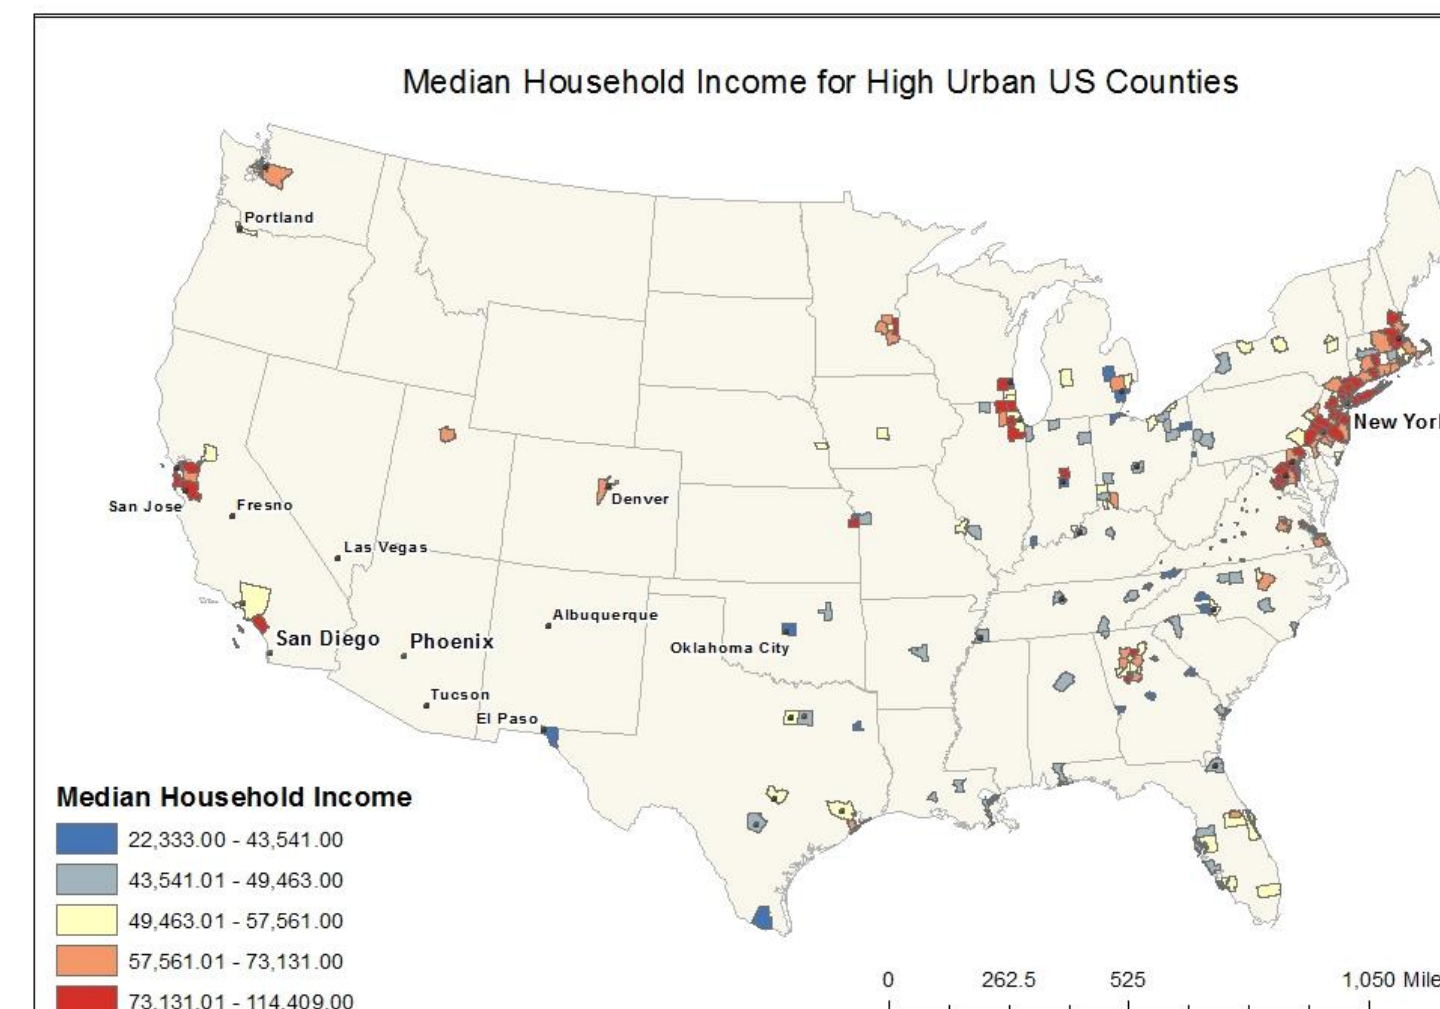 Median Household Income for High Urban US Counties
Portland
New York
San Jose
Fresno
Denver
Las Vegas
San Diego
Phoenix
Albuquerque
Oklahoma City
Tucson
El Paso
Median Household Income
22,333.00 - 43,541.00
43,541.01 - 49,463.00
49,463.01 - 57,561.00
57,561.01 - 73,131.00
73,131.01 - 114,409.00
0 262.5 525 1,050 Mile